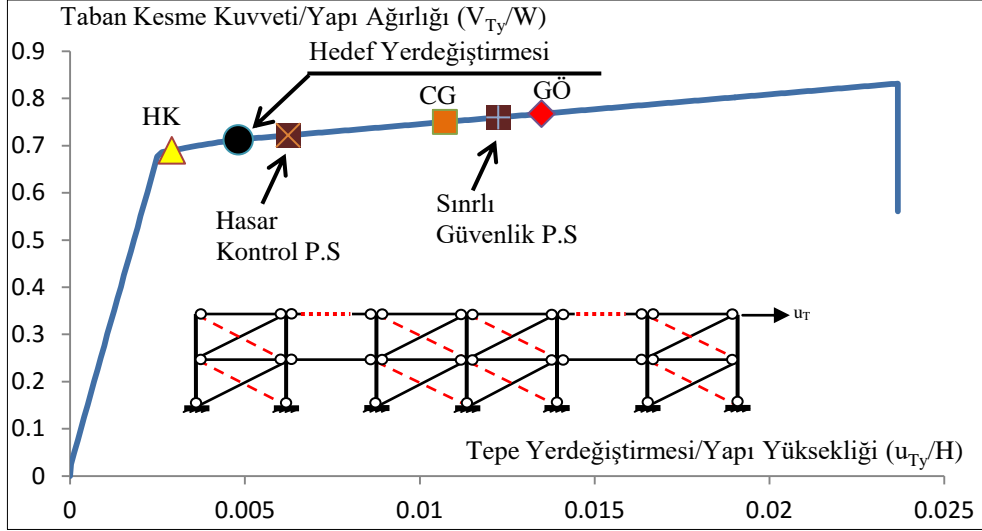 Taban Kesme Kuvveti/Yapı Ağırlığı (VTy/W)
Hedef Yerdeğiştirmesi
0.9
0.8
0.7
0.6
0.5
0.4
0.3
0.2
0.1
0
HK
CG
GÖ
Hasar
Kontrol P.S
Sınrlı
Güvenlik P.S
uT
Tepe Yerdeğiştirmesi/Yapı Yüksekliği (uTy/H)
0
0.005
0.01
0.015
0.02
0.025